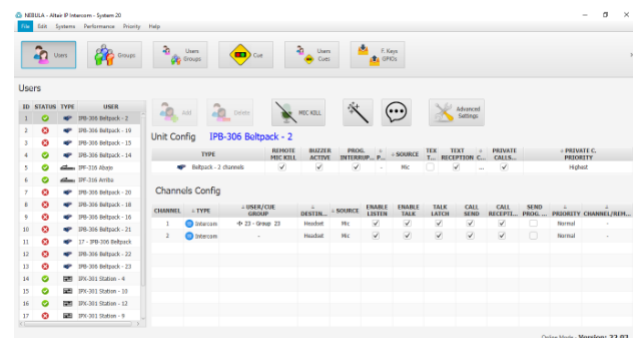 NEBULA - Altair IP Intercom - System 20
File Edit Systems Performance Priority Help
Users
Groups
Users Groups
Cue
Users Cues
F. Keys GPIOs
Users
ID STATUS TYPE USER
1 IPB-306 Beltpack - 2
2 IPB-306 Beltpack - 19
3 IPB-306 Beltpack - 15
4 IPB-306 Beltpack - 14
5 IPF-316 Abajo
6 IPF-316 Arriba
7 IPB-306 Beltpack - 20
8 IPB-306 Beltpack - 18
9 IPB-306 Beltpack - 16
10 IPB-306 Beltpack - 21
11 17 - IPB-306 Beltpack
12 IPB-306 Beltpack - 22
13 IPB-306 Beltpack - 23
14 IPX-301 Station - 4
15 IPX-301 Station - 10
16 IPX-301 Station - 12
17 IPX-301 Station - 9
Add
Delete
MIC KILL
Advanced Settings
Unit Config IPB-306 Beltpack - 2
TYPE REMOTE MIC KILL BUZZER ACTIVE PROG. INTERRUP... P... SOURCE TEX T... TEXT RECEPTION C... PRIVATE CALLS... PRIVATE C. PRIORITY
Beltpack - 2 channels - Mic ... Highest
Channels Config
CHANNEL TYPE USER/CUE GROUP DESTIN... SOURCE ENABLE LISTEN ENABLE TALK TALK LATCH CALL SEND CALL RECEPTI... SEND PROG. ... PRIORITY CHANNEL/REM...
1 Intercom 23 - Group 23 Headset Mic Normal -
2 Intercom - Headset Mic Normal -
Online Mode Version: 22.03